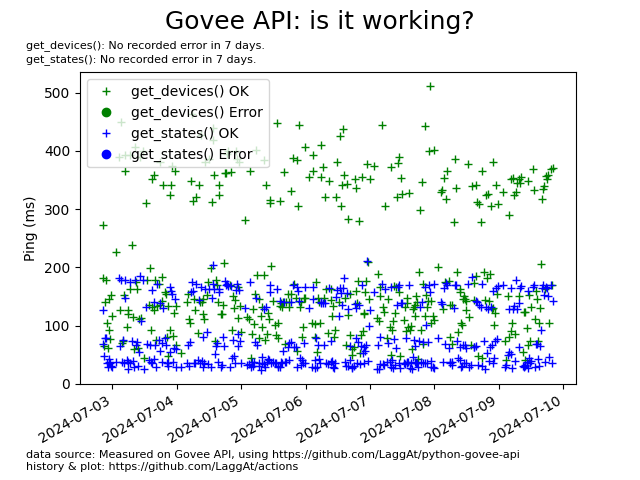 Govee API: is it working?
get_devices(): No recorded error in 7 days.
get_states(): No recorded error in 7 days.
get_devices() OK
get_devices() Error
get_states() OK
get_states() Error
Ping (ms)
500
400
300
200
100
0
2024-07-03
2024-07-04
2024-07-05
2024-07-06
2024-07-07
2024-07-08
2024-07-09
2024-07-10
data source: Measured on Govee API, using https://github.com/LaggAt/python-govee-api
history & plot: https://github.com/LaggAt/actions